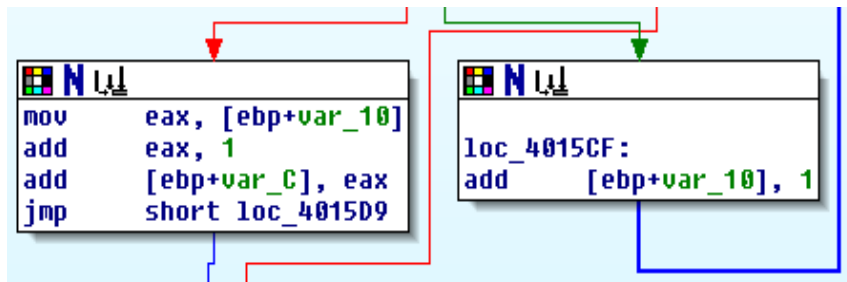 N
mov eax, [ebp+var_10]
add eax, 1
add [ebp+var_C], eax
jmp short loc_4015D9
N
loc_4015CF:
add [ebp+var_10], 1